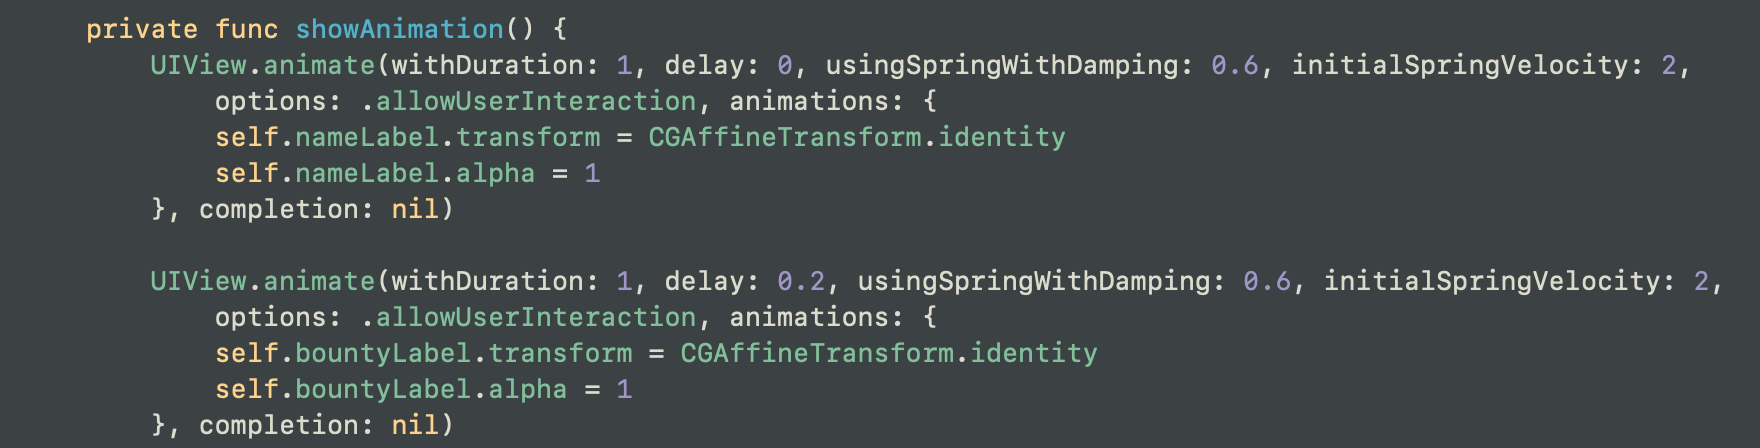 private func showAnimation() {
UIView.animate(withDuration: 1, delay: 0, usingSpringWithDamping: 0.6, initialSpringVelocity: 2,
options: .allowUserInteraction, animations: {
self.nameLabel.transform = CGAffineTransform.identity
self.nameLabel.alpha = 1
}, completion: nil)
UIView.animate(withDuration: 1, delay: 0.2, usingSpringWithDamping: 0.6, initialSpringVelocity: 2,
options: .allowUserInteraction, animations: {
self.bountyLabel.transform = CGAffineTransform.identity
self.bountyLabel.alpha = 1
}, completion: nil)